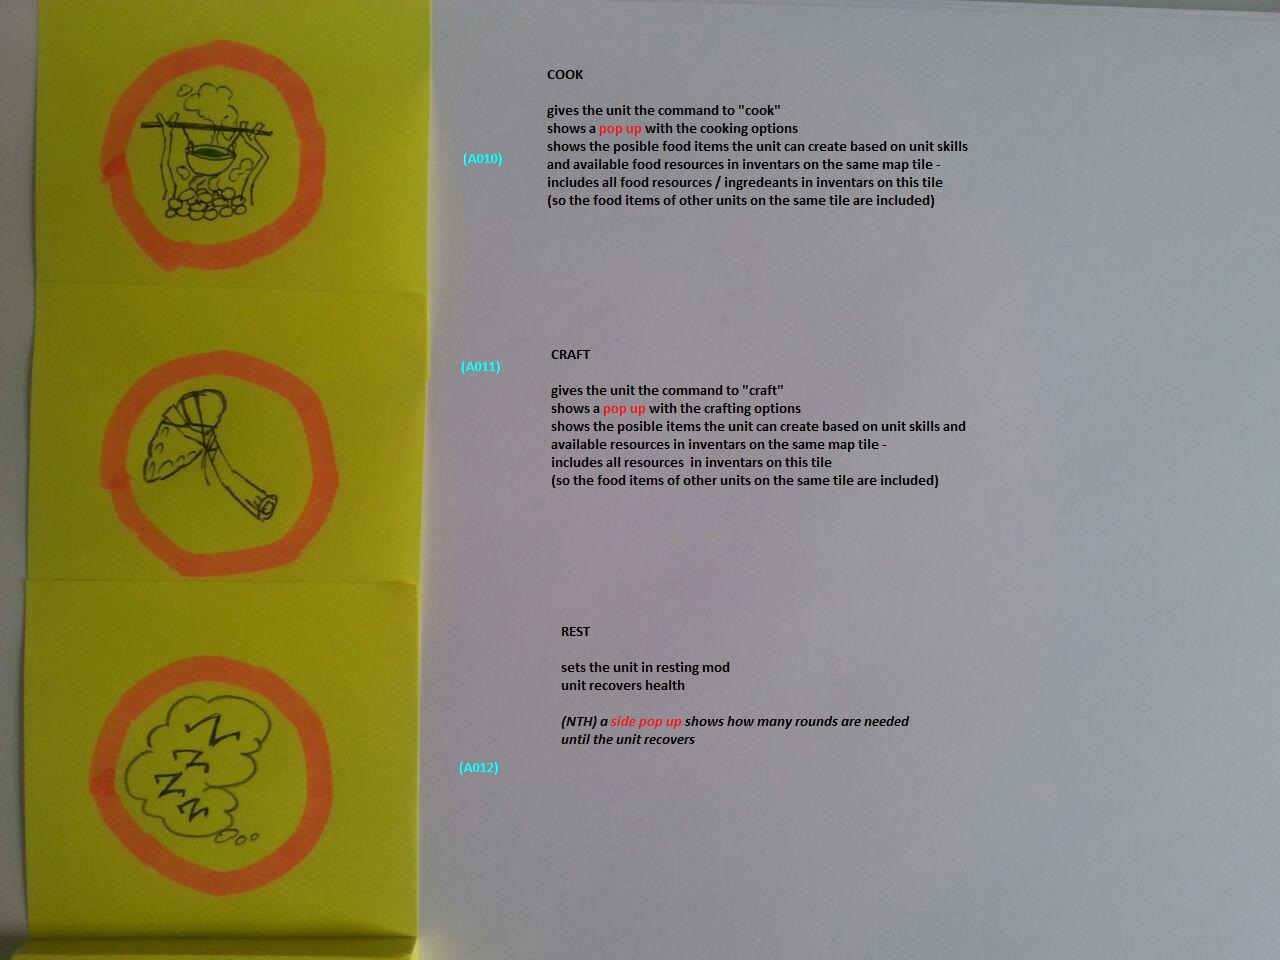 COOK
gives the unit the command to "cook"
shows a pop up with the cooking options
(A010)
shows the posible food items the unit can create based on unit skills
and available food resources in inventars on the same map tile -
includes all food resources / ingredeants in inventars on this tile
(so the food items of other units on the same tile are included)
CRAFT
(A011)
gives the unit the command to "craft"
shows a pop up with the crafting options
shows the posible items the unit can create based on unit skills and
available resources in inventars on the same map tile -
includes all resources  in inventars on this tile
(so the food items of other units on the same tile are included)
REST
sets the unit in resting mod
unit recovers health
(NTH) a side pop up shows how many rounds are needed
until the unit recovers
(A012)
Z
Z
Z
Z